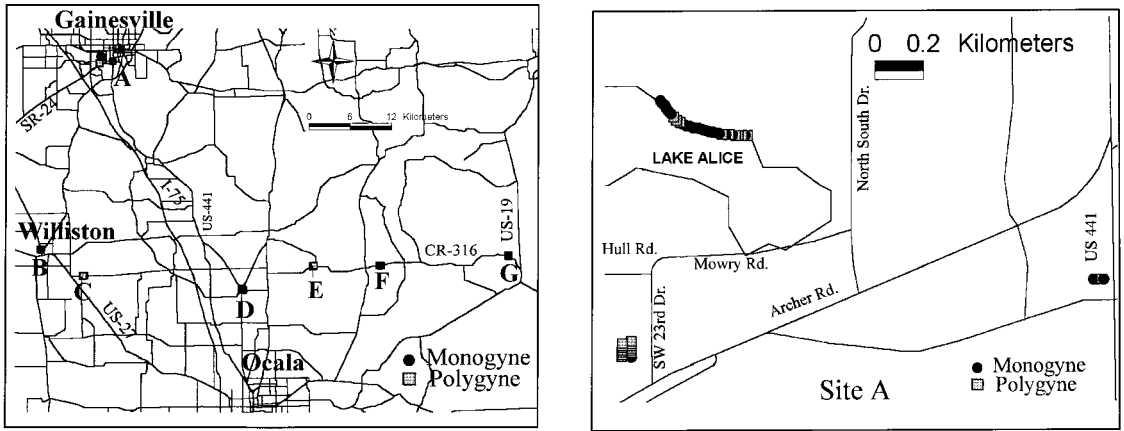 Gainesville
A
SR-24
0 6 12 Kilometers
I-75
US-441
US-19
Williston
B
C
CR-316
D
E
F
G
US-27
Ocala
Monogyne
Polygyne
0 0.2 Kilometers
North South Dr.
LAKE ALICE
US 441
Hull Rd.
Mowry Rd.
SW 23rd Dr.
Archer Rd.
Monogyne
Polygyne
Site A